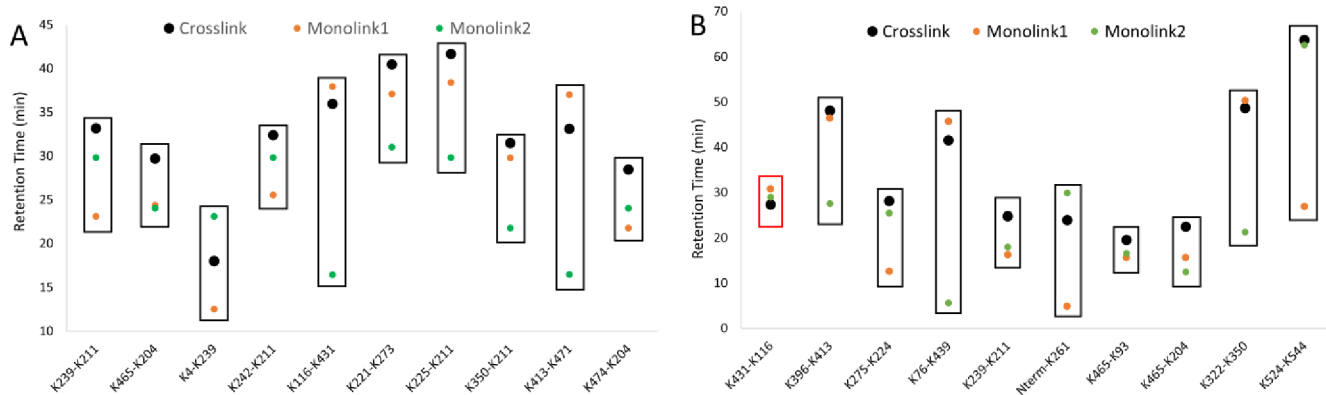 A
Crosslink Monolink1 Monolink2
Retention Time (min)
45
40
35
30
25
20
15
10
K239-K211
K465-K204
K4-K239
K242-K211
K116-K431
K221-K273
K225-K211
K350-K211
K413-K471
K474-K204
B
Crosslink Monolink1 Monolink2
Retention Time (min)
70
60
50
40
30
20
10
0
K431-K116
K396-K413
K275-K224
K76-K439
K239-K211
Nterm-K261
K465-K93
K465-K204
K322-K350
K524-K544